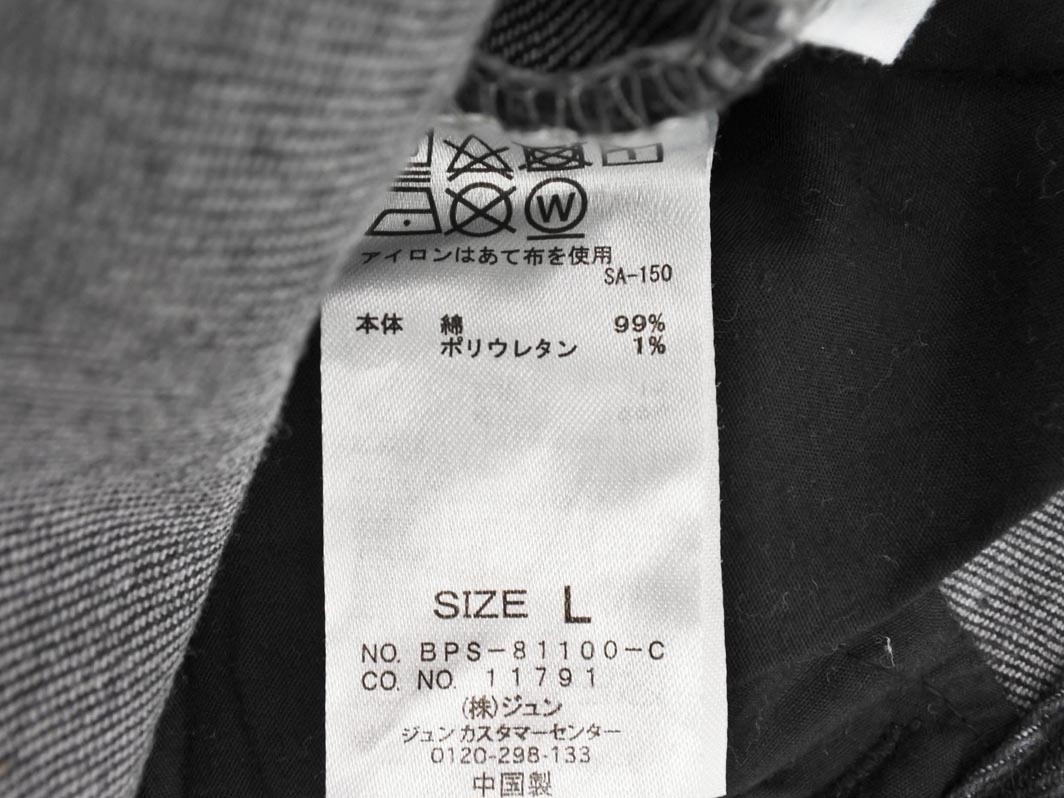 W
アイロンはあて布を使用
SA-150
本体 綿 99%
ポリウレタン 1%
SIZE L
NO. BPS-81100-C
CO. NO. 11791
(株)ジュン
ジュンカスタマーセンター
0120-298-133
中国製